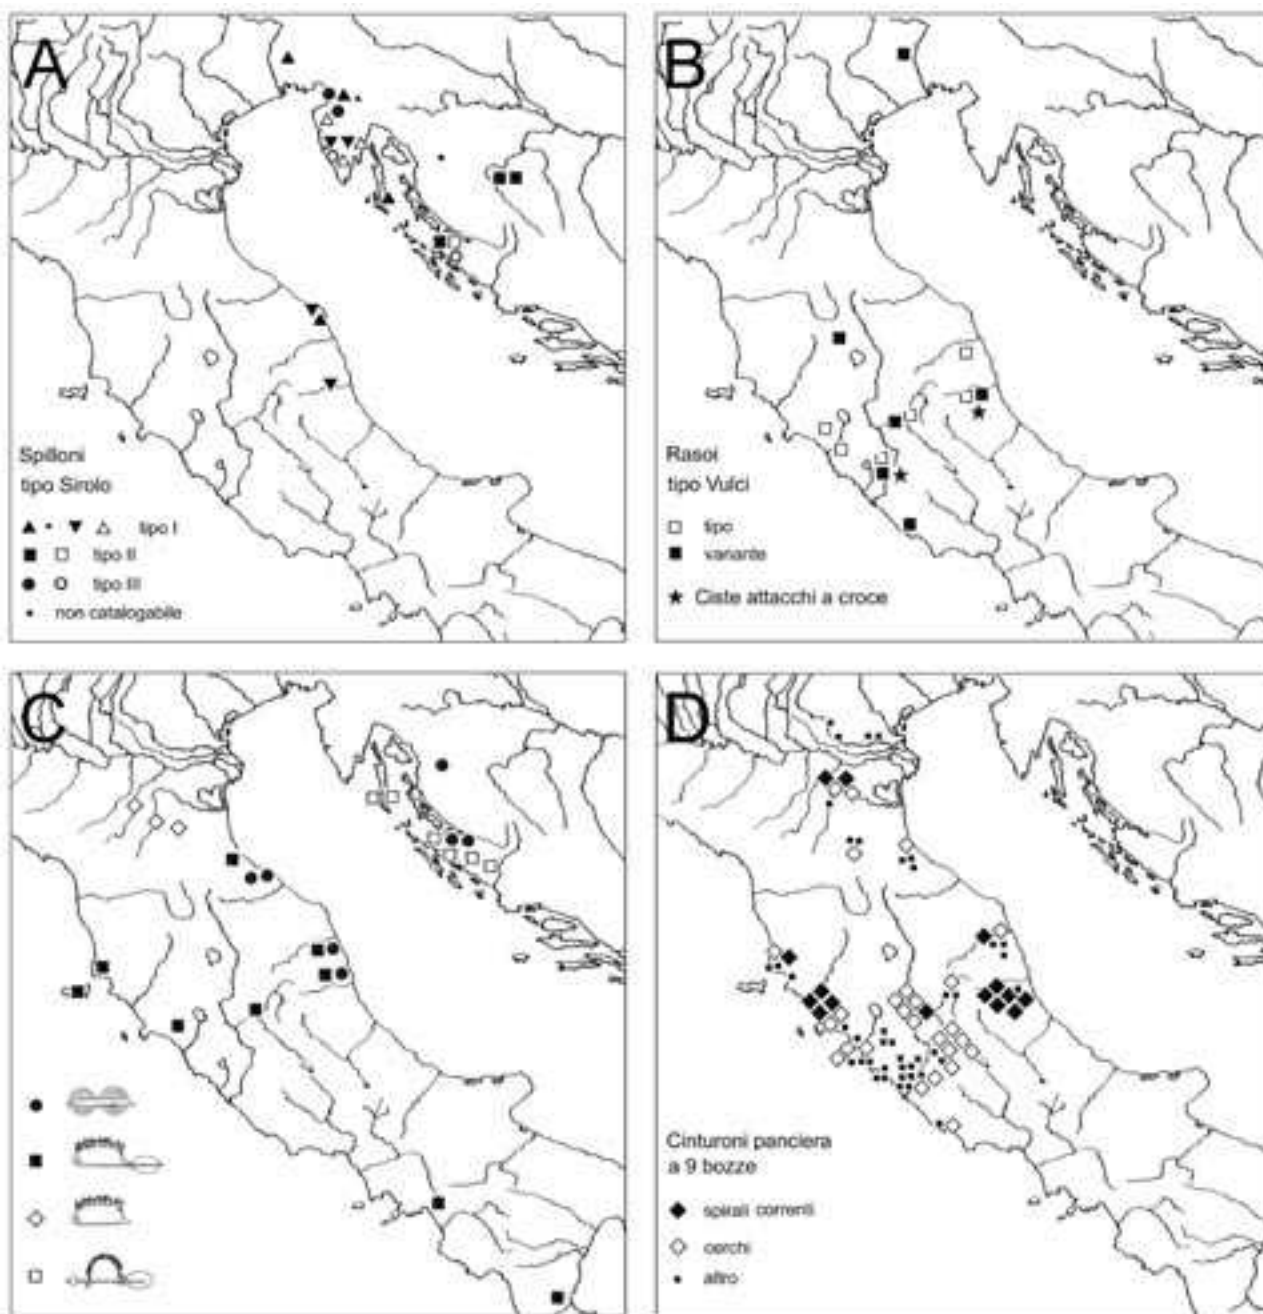 A
Spilloni
tipo Sirolo
tipo I
tipo II
tipo III
non catalogabile
B
Rasoi
tipo Vulci
tipo
variante
Ciste attacchi a croce
C
D
Cinturoni panciera
a 9 bozze
spirali correnti
cerchi
altro